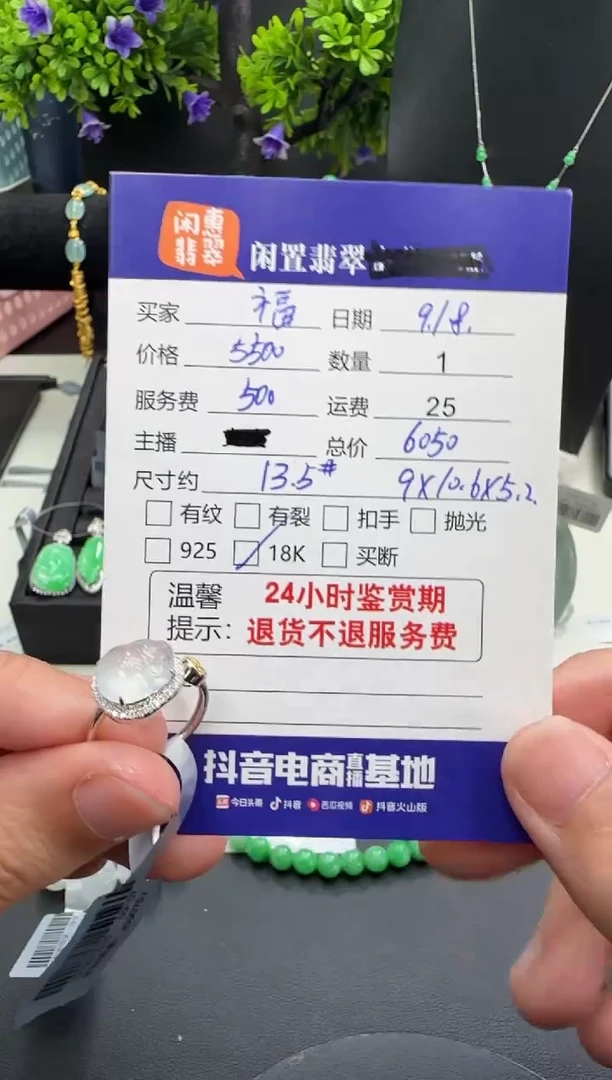 闲惠
翡翠
闲置翡翠
买家 福 日期 9/8.
价格 5500 数量 1
服务费 500 运费 25
主播 总价 6050
尺寸约 13.5# 9X10.6X5.2
有纹 有裂 扣手 抛光
925 18K 买断
温馨 24小时鉴赏期
提示：退货不退服务费
抖音电商直播基地
今日头条 抖音 西瓜视频 抖音火山版